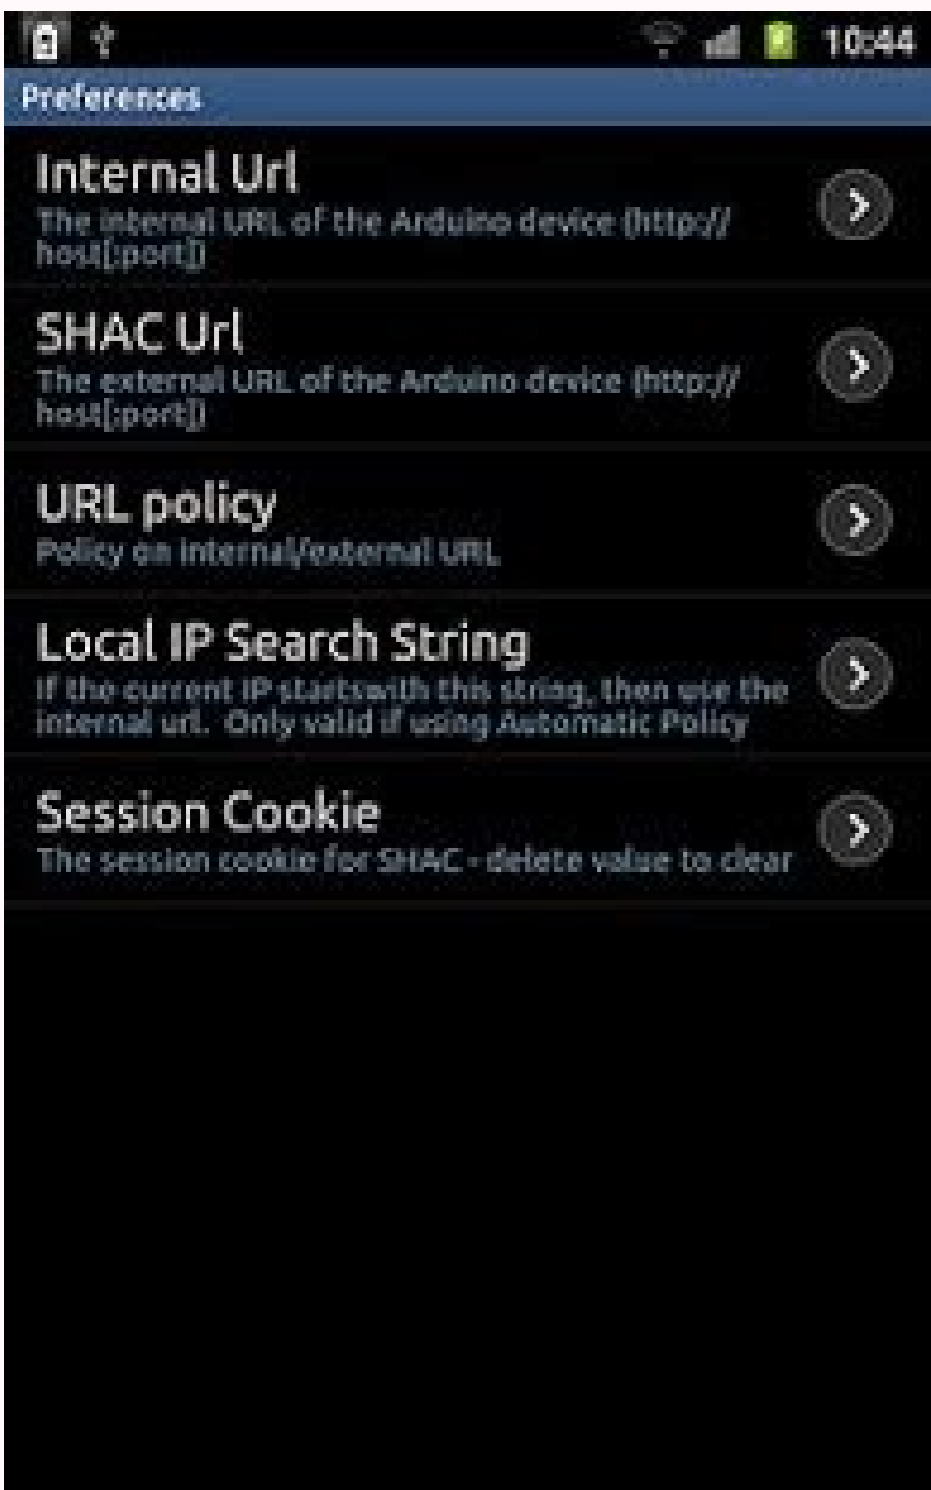 10:44
Preferences
Internal Url
The internal URL of the Arduino device (http://
host[:port])
SHAC Url
The external URL of the Arduino device (http://
host[:port])
URL policy
Policy on internal/external URL
Local IP Search String
If the current IP startswith this string, then use the
internal url.  Only valid if using Automatic Policy
Session Cookie
The session cookie for SHAC - delete value to clear